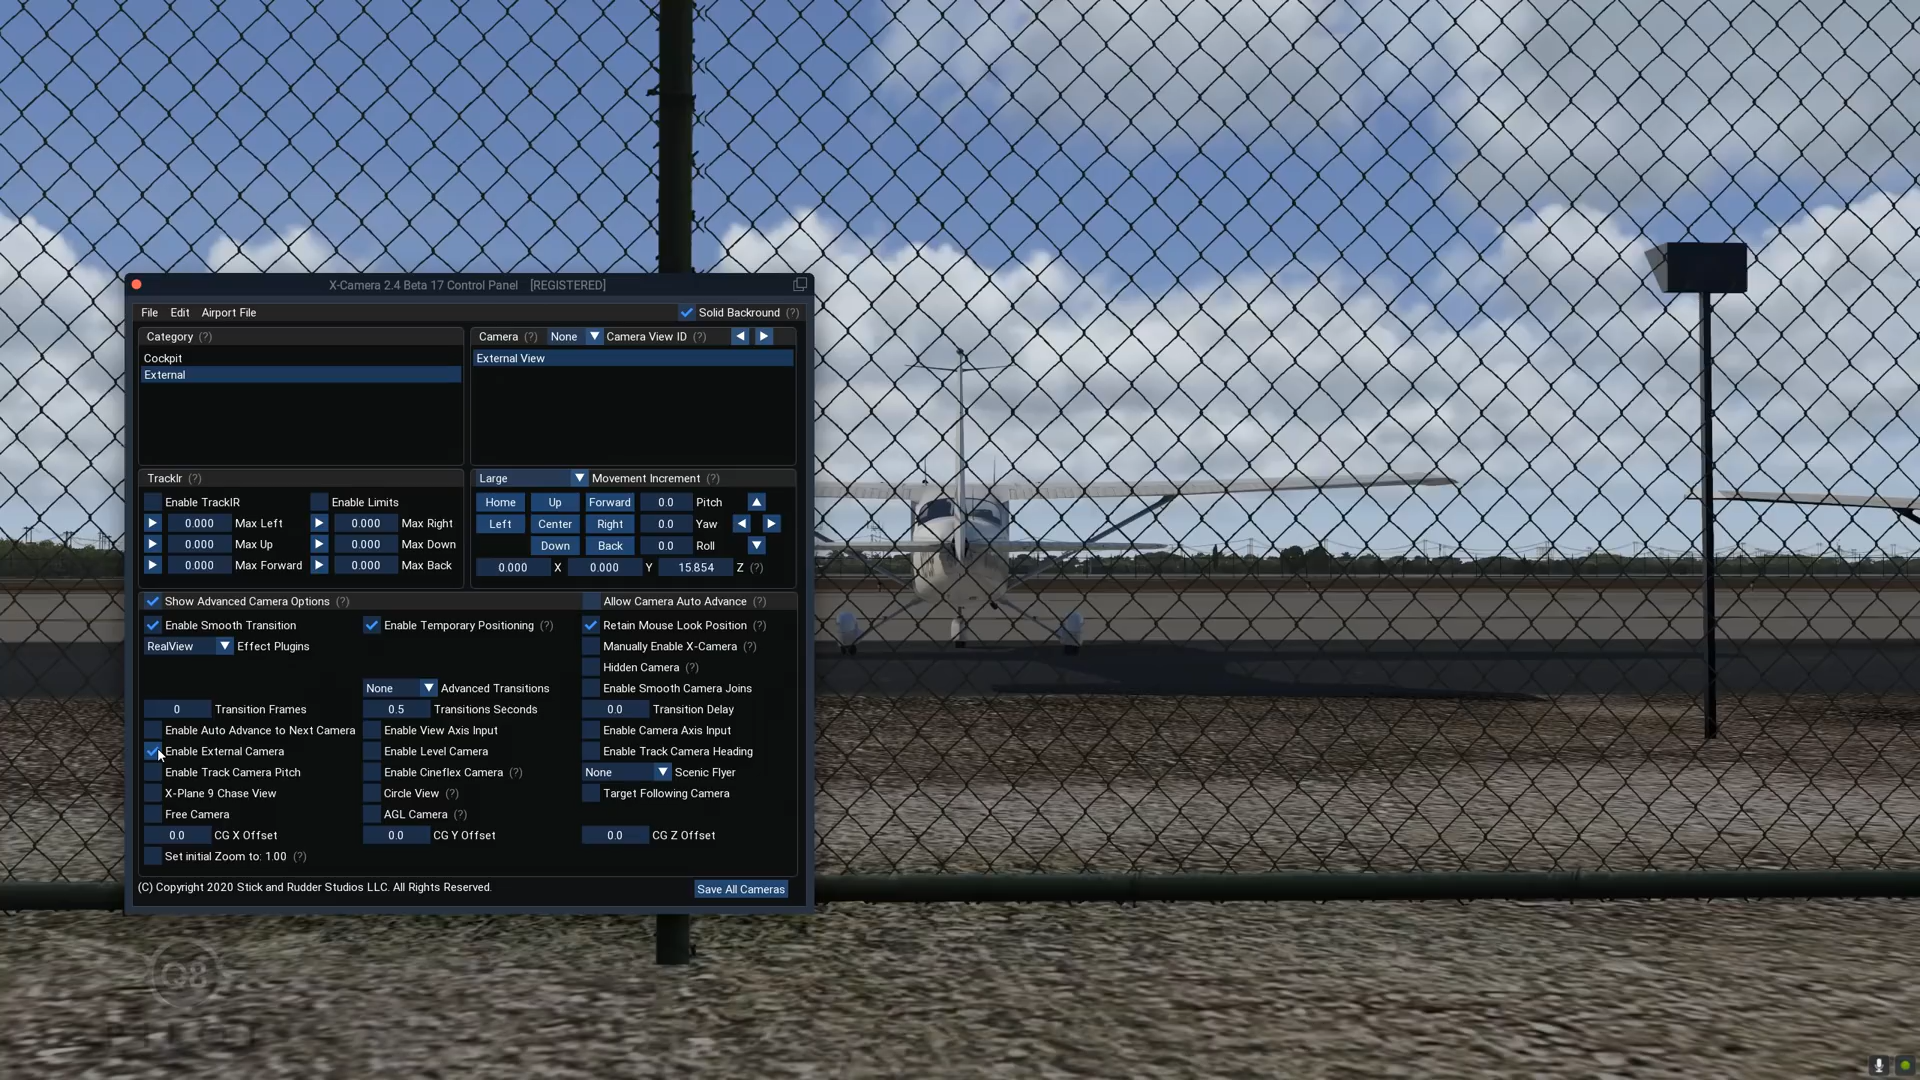 X-Camera 2.4 Beta 17 Control Panel [REGISTERED]
File Edit Airport File Solid Backround (?)
Category (?) Camera (?) None Camera View ID (?)
Cockpit External View
External
TrackIr (?) Large Movement Increment (?)
Enable TrackIR Enable Limits Home Up Forward 0.0 Pitch
0.000 Max Left 0.000 Max Right Left Center Right 0.0 Yaw
0.000 Max Up 0.000 Max Down Down Back 0.0 Roll
0.000 Max Forward 0.000 Max Back 0.000 X 0.000 Y 15.854 Z (?)
Show Advanced Camera Options (?) Allow Camera Auto Advance (?)
Enable Smooth Transition Enable Temporary Positioning (?) Retain Mouse Look Position (?)
RealView Effect Plugins Manually Enable X-Camera (?)
Hidden Camera (?)
None Advanced Transitions Enable Smooth Camera Joins
0 Transition Frames 0.5 Transitions Seconds 0.0 Transition Delay
Enable Auto Advance to Next Camera Enable View Axis Input Enable Camera Axis Input
Enable External Camera Enable Level Camera Enable Track Camera Heading
Enable Track Camera Pitch Enable Cineflex Camera (?) None Scenic Flyer
X-Plane 9 Chase View Circle View (?) Target Following Camera
Free Camera AGL Camera (?)
0.0 CG X Offset 0.0 CG Y Offset 0.0 CG Z Offset
Set initial Zoom to: 1.00 (?)
(C) Copyright 2020 Stick and Rudder Studios LLC. All Rights Reserved. Save All Cameras